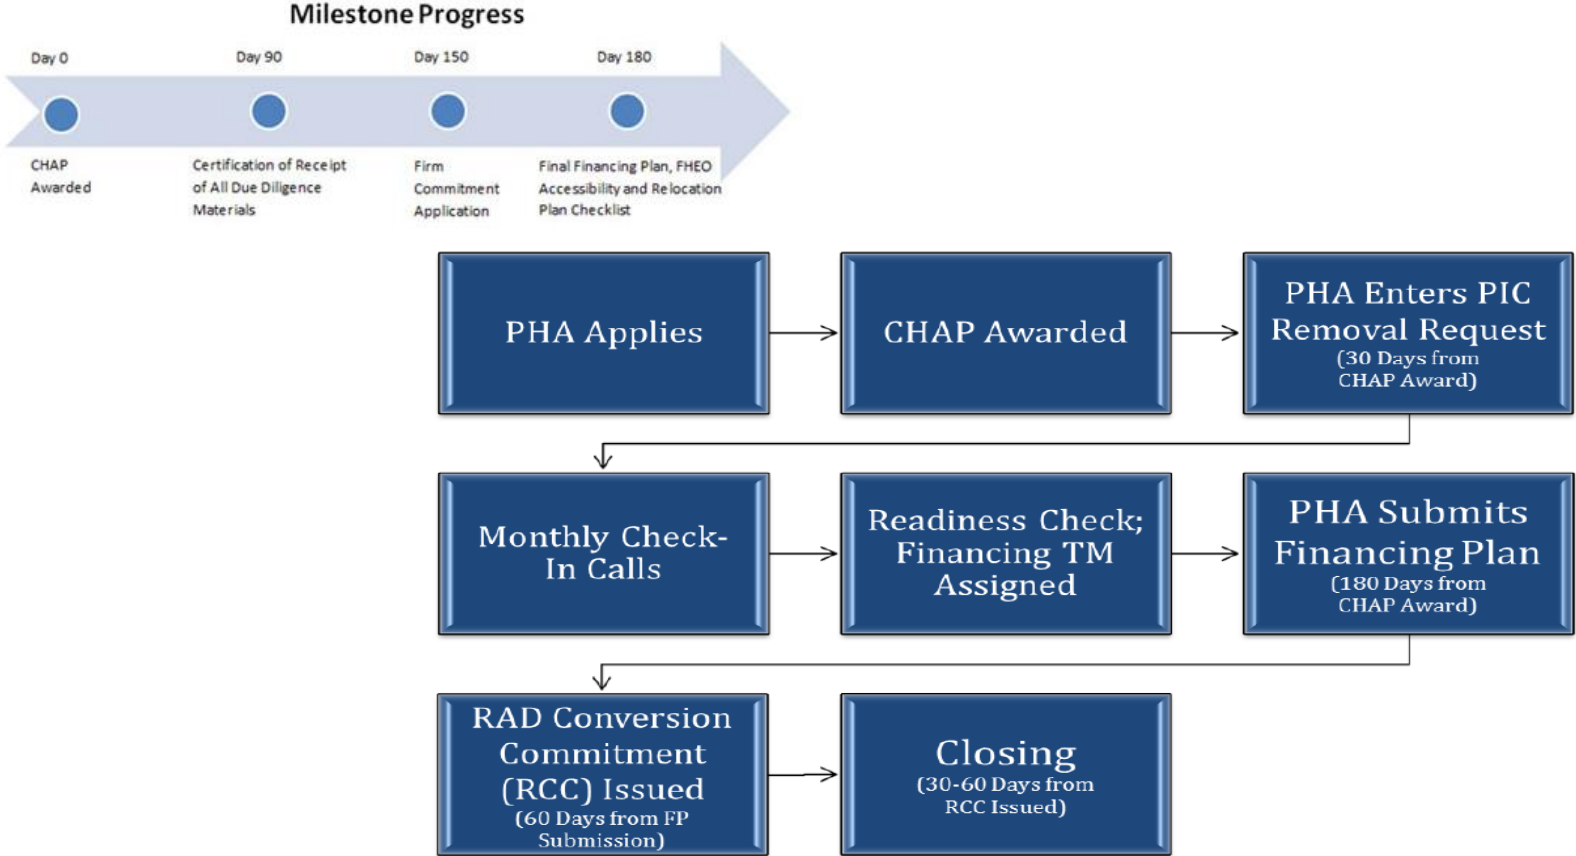 Milestone Progress
Day 0
Day 90
Day 150
Day 180
CHAP
Awarded
Certification of Receipt
of All Due Diligence
Materials
Firm
Commitment
Application
Final Financing Plan, FHEO
Accessibility and Relocation
Plan Checklist
PHA Applies
CHAP Awarded
PHA Enters PIC
Removal Request
(30 Days from
CHAP Award)
Monthly Check-
In Calls
Readiness Check;
Financing TM
Assigned
PHA Submits
Financing Plan
(180 Days from
CHAP Award)
RAD Conversion
Commitment
(RCC) Issued
(60 Days from FP
Submission)
Closing
(30-60 Days from
RCC Issued)